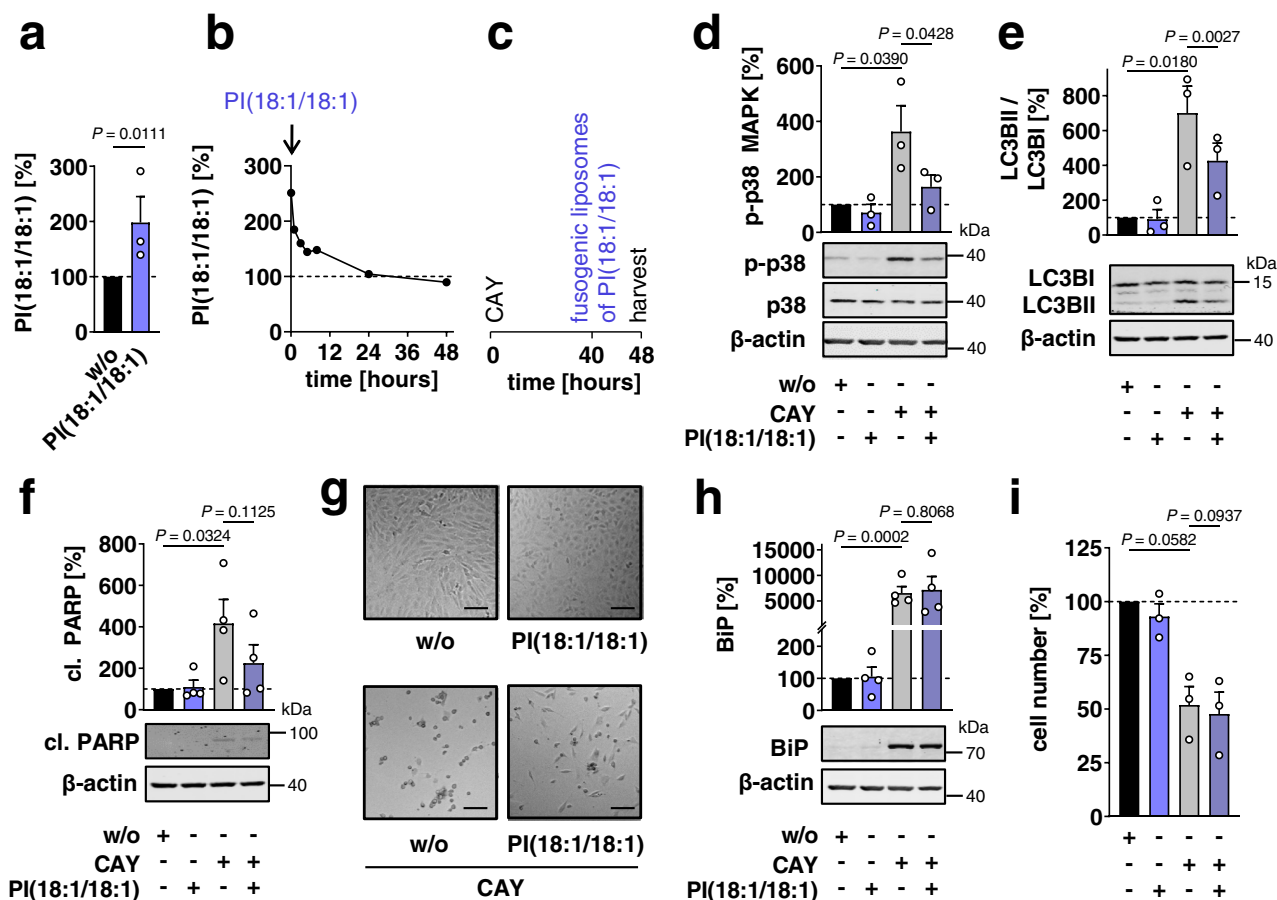 a
P = 0.0111
PI(18:1/18:1) [%]
300
200
100
0
w/o
PI(18:1/18:1)
b
PI(18:1/18:1)
PI(18:1/18:1) [%]
300
200
100
0
0 12 24 36 48
time [hours]
c
CAY
fusogenic liposomes
of PI(18:1/18:1)
harvest
0 40 48
time [hours]
d
P = 0.0428
P = 0.0390
p-p38 MAPK [%]
600
400
200
100
0
kDa
p-p38
40
p38
40
β-actin
40
w/o + - - -
CAY - - + +
PI(18:1/18:1) - + - +
e
P = 0.0027
P = 0.0180
LC3BII /
LC3BI [%]
800
600
400
200
100
0
kDa
LC3BI
15
LC3BII
β-actin
40
+ - - -
- - + +
- + - +
f
P = 0.1125
P = 0.0324
cl. PARP [%]
800
600
400
200
100
0
kDa
cl. PARP
100
β-actin
40
w/o + - - -
CAY - - + +
PI(18:1/18:1) - + - +
g
w/o
PI(18:1/18:1)
w/o
PI(18:1/18:1)
CAY
h
P = 0.8068
P = 0.0002
BiP [%]
15000
10000
5000
200
100
0
kDa
BiP
70
β-actin
40
w/o + - - -
CAY - - + +
PI(18:1/18:1) - + - +
i
P = 0.0937
P = 0.0582
cell number [%]
125
100
75
50
25
0
+ - - -
- - + +
- + - +